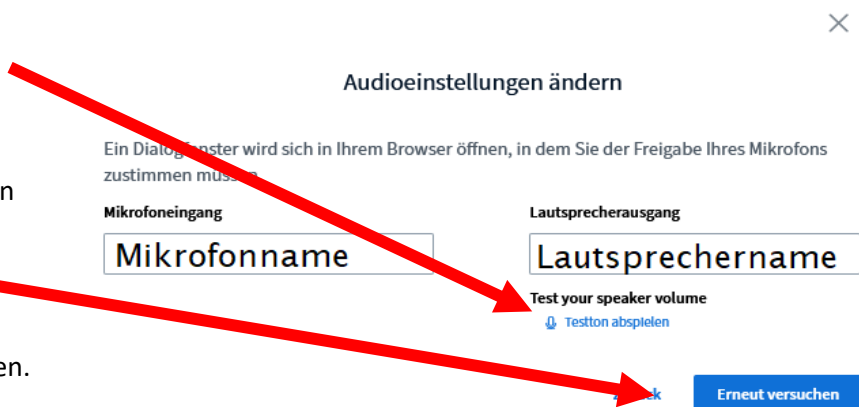 Audioeinstellungen ändern
Ein Dialogfenster wird sich in Ihrem Browser öffnen, in dem Sie der Freigabe Ihres Mikrofons
zustimmen müssen
n
Mikrofoneingang
Lautsprecherausgang
Mikrofonname
Lautsprechername
Test your speaker volume
Testton abspielen
en.
Erneut versuchen